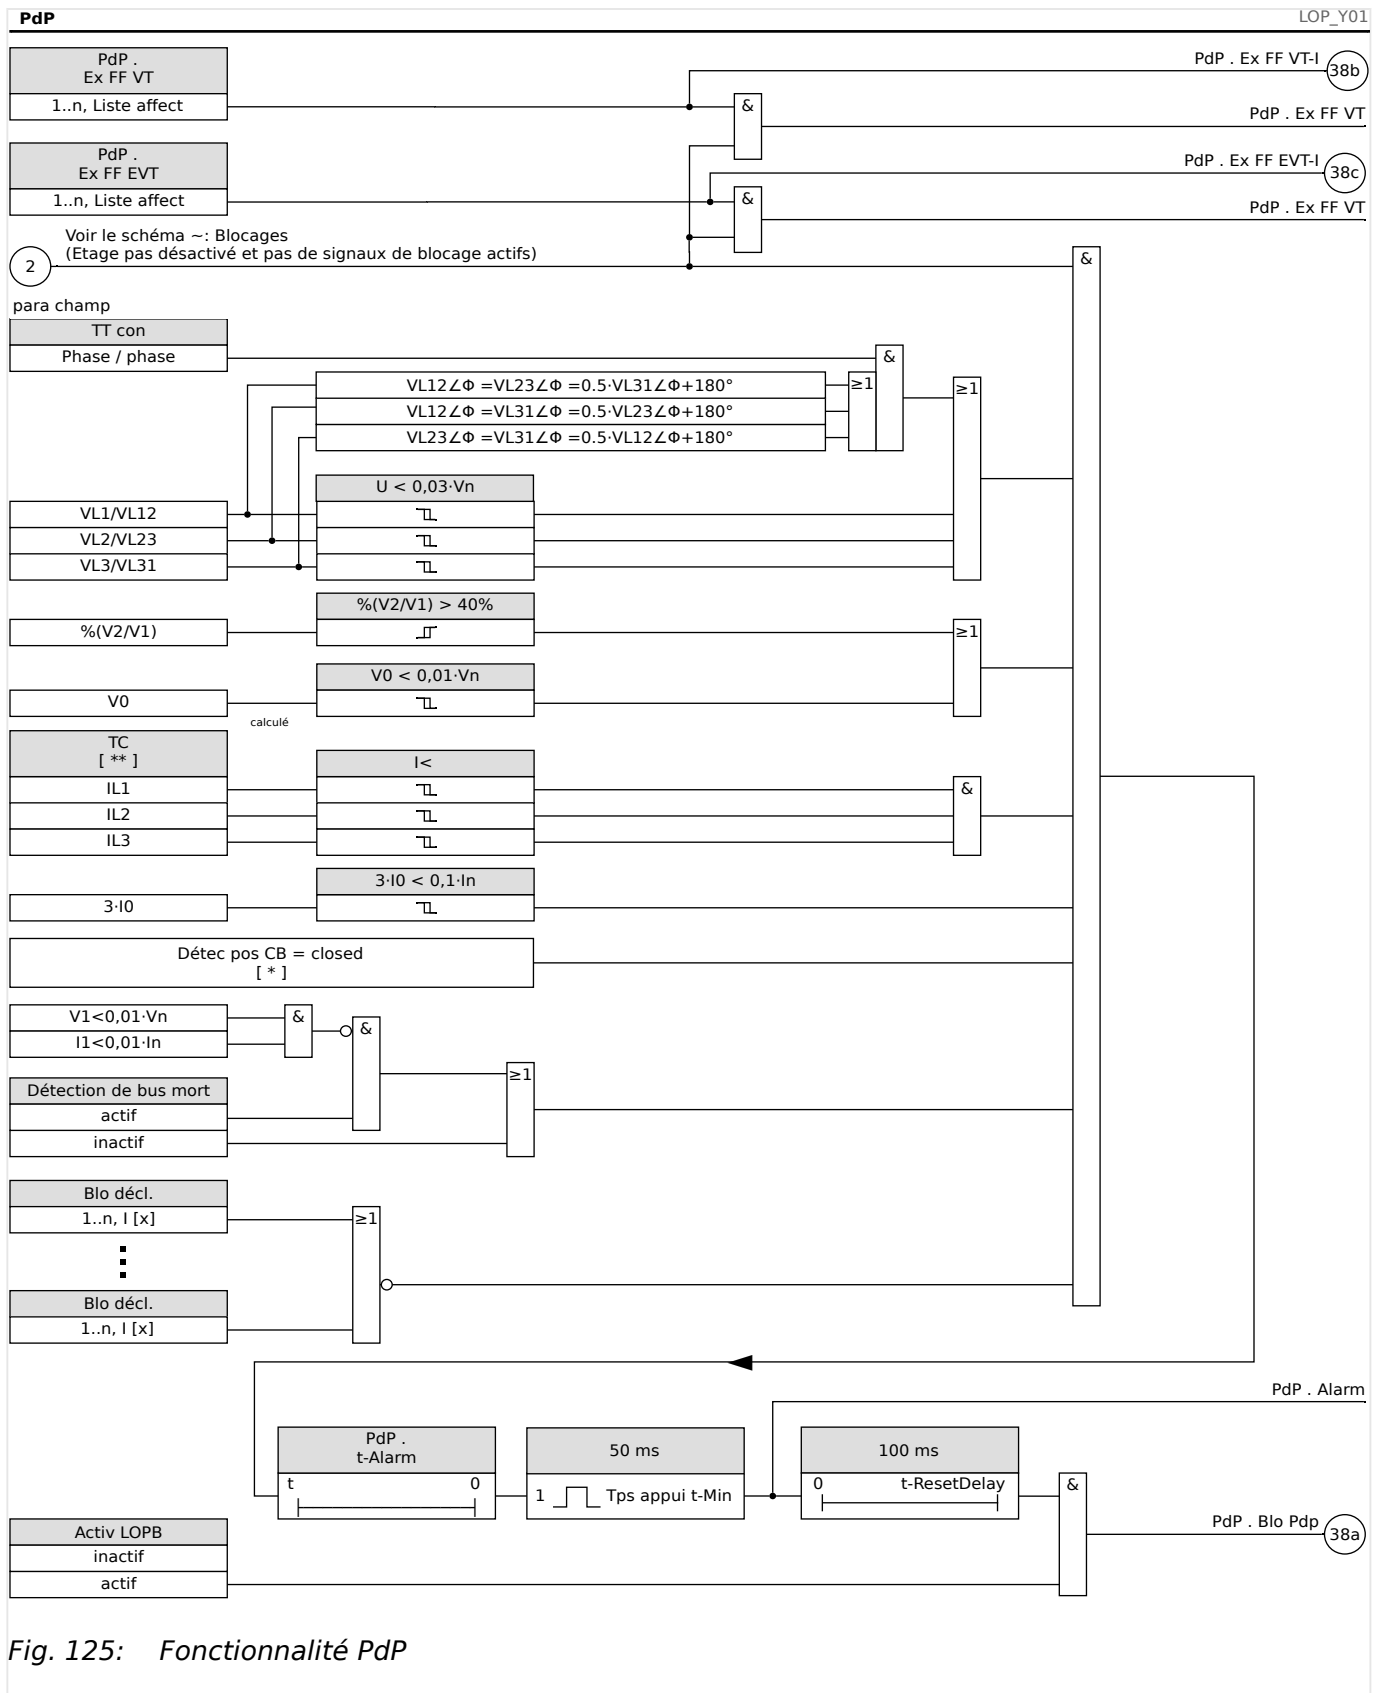 PdP
LOP_Y01
PdP .
Ex FF VT
1..n, Liste affect
PdP . Ex FF VT-I
38b
&
PdP . Ex FF VT
PdP .
Ex FF EVT
1..n, Liste affect
PdP . Ex FF EVT-I
38c
&
PdP . Ex FF VT
Voir le schéma ~: Blocages
(Etage pas désactivé et pas de signaux de blocage actifs)
2
&
para champ
TT con
Phase / phase
&
VL12∠Φ =VL23∠Φ =0.5·VL31∠Φ+180°
≥1
≥1
VL12∠Φ =VL31∠Φ =0.5·VL23∠Φ+180°
VL23∠Φ =VL31∠Φ =0.5·VL12∠Φ+180°
U < 0,03·Vn
VL1/VL12
VL2/VL23
VL3/VL31
%(V2/V1) > 40%
%(V2/V1)
≥1
V0 < 0,01·Vn
V0
calculé
TC
[ ** ]
I<
IL1
&
IL2
IL3
3·I0 < 0,1·In
3·I0
Détec pos CB = closed
[ * ]
V1<0,01·Vn
&
&
I1<0,01·In
≥1
Détection de bus mort
actif
inactif
Blo décl.
1..n, I [x]
≥1
Blo décl.
1..n, I [x]
PdP . Alarm
PdP .
t-Alarm
50 ms
100 ms
t
0
1
Tps appui t-Min
0
t-ResetDelay
&
Activ LOPB
PdP . Blo Pdp
38a
inactif
actif
Fig. 125: Fonctionnalité PdP